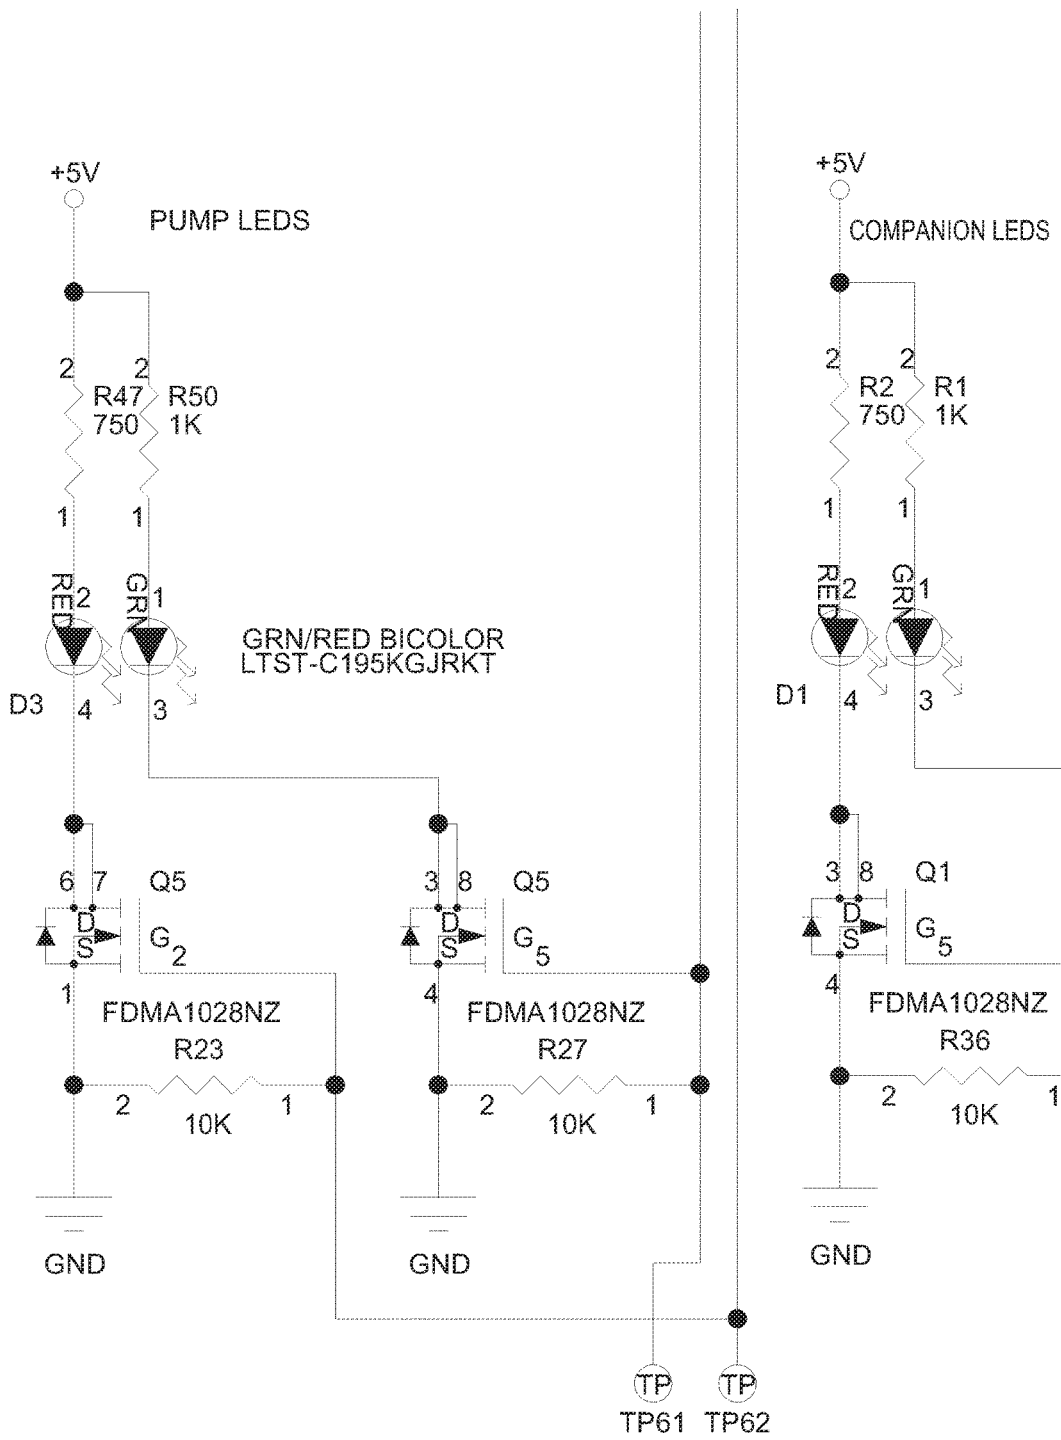 +5V
PUMP LEDS
2
2
R47
R50
750
1K
1
1
RED
2
GRN
1
GRN/RED BICOLOR
LTST-C195KGJRKT
D3
4
3
6
7
Q5
D
S
G
2
1
FDMA1028NZ
R23
2
1
10K
GND
3
8
Q5
D
S
G
5
4
FDMA1028NZ
R27
2
1
10K
GND
TP
TP
TP61
TP62
+5V
COMPANION LEDS
2
2
R2
R1
750
1K
1
1
RED
2
GRN
1
D1
4
3
3
8
Q1
D
S
G
5
4
FDMA1028NZ
R36
2
1
10K
GND